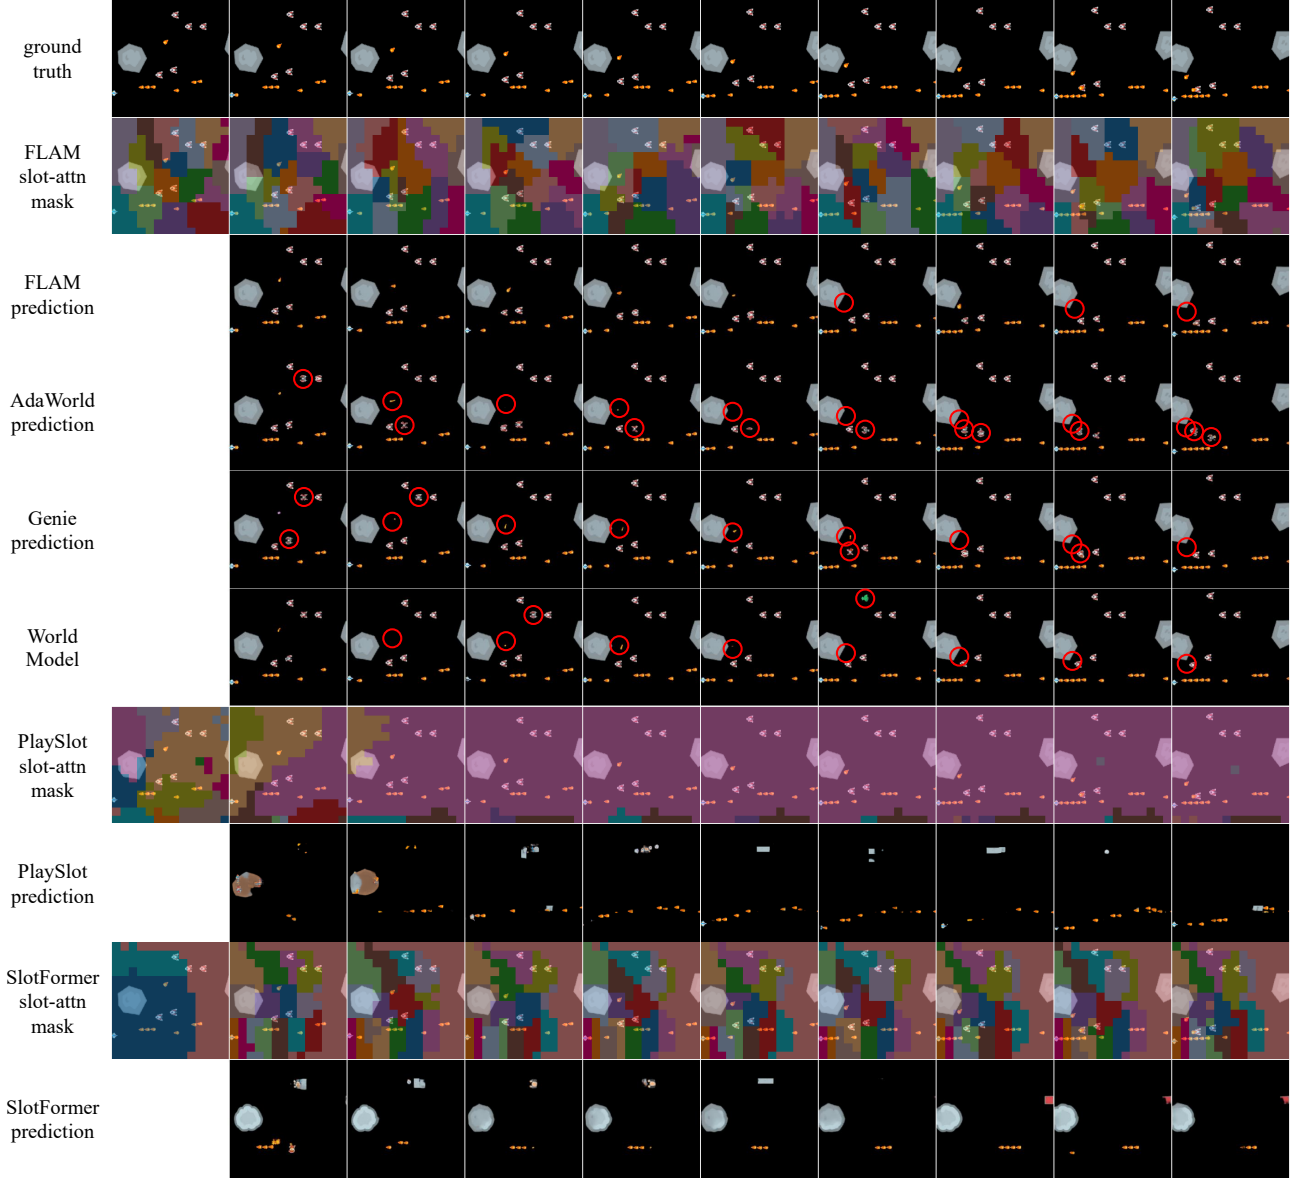 ground
truth
FLAM
slot-attn
mask
FLAM
prediction
AdaWorld
prediction
Genie
prediction
World
Model
PlaySlot
slot-attn
mask
PlaySlot
prediction
SlotFormer
slot-attn
mask
SlotFormer
prediction